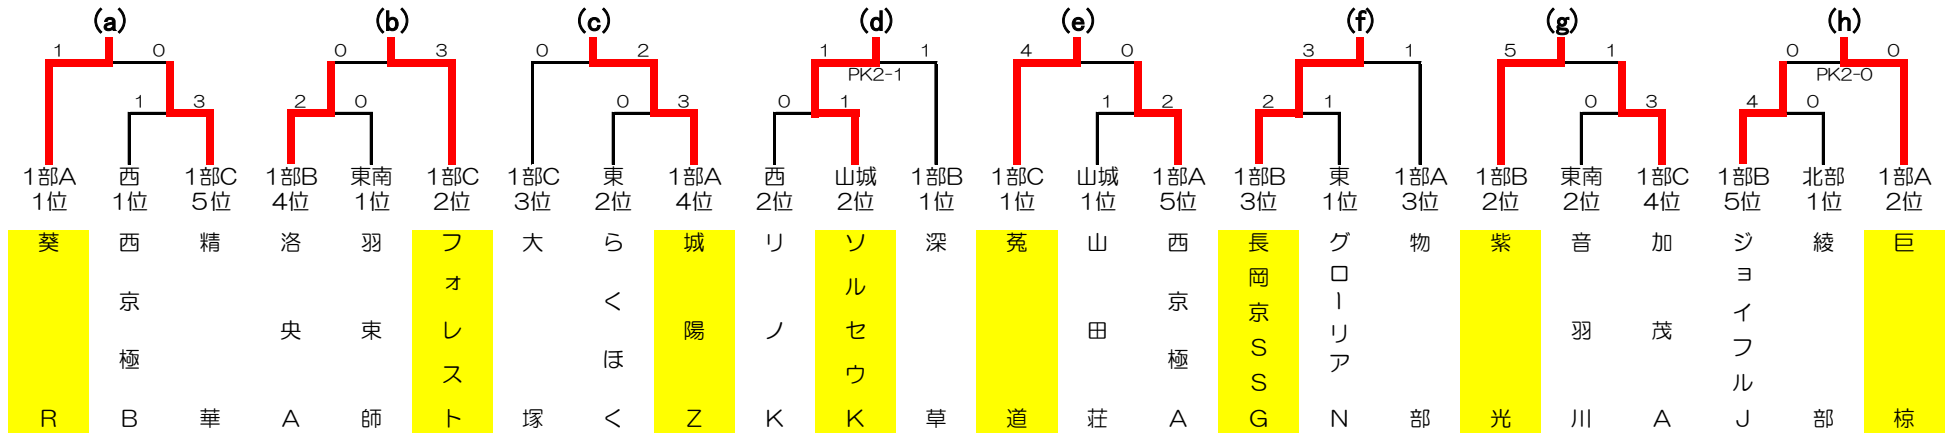 (a) (b) (c) (d) (e) (f) (g) (h)
1 0 0 3 0 2 1 1 4 0 3 1 5 1 0 0
PK2-1 PK2-0
1 3 2 0 0 3 0 1 1 2 2 1 0 3 4 0
1部A 西 1部C 1部B 東南 1部C 1部C 東 1部A 西 山城 1部B 1部C 山城 1部A 1部B 東 1部A 1部B 東南 1部C 1部B 北部 1部A
1位 1位 5位 4位 1位 2位 3位 2位 4位 2位 2位 1位 1位 1位 5位 3位 1位 3位 2位 2位 4位 5位 1位 2位
葵R
西京極B
精華
洛央A
羽束師
フォレスト
大塚
らくほく
城陽Z
リノK
ソルセウK
深草
菟道
山田荘
西京極A
長岡京SSG
グローリアN
物部
紫光
音羽川
加茂A
ジョイフルJ
綾部
巨椋